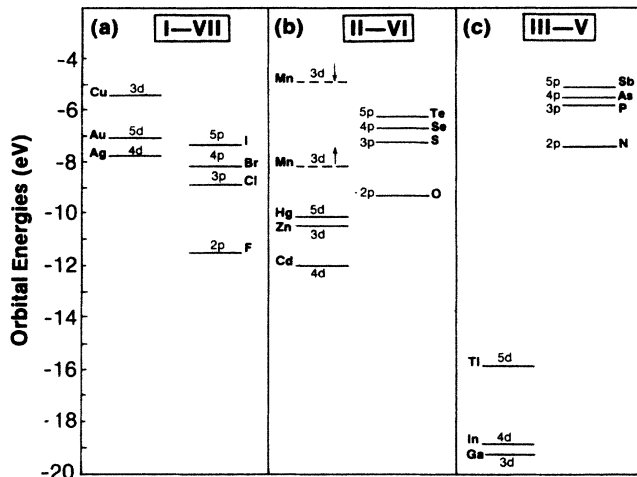 Orbital Energies (eV)
-4
-6
-8
-10
-12
-14
-16
-18
-20
(a) I—VII
Cu 3d
Au 5d
Ag 4d
5p I
4p Br
3p Cl
2p F
(b) II—VI
Mn 3d ↓
5p Te
4p Se
3p S
Mn 3d ↑
2p O
Hg 5d
Zn 3d
Cd 4d
(c) III—V
5p Sb
4p As
3p P
2p N
Tl 5d
In 4d
Ga 3d